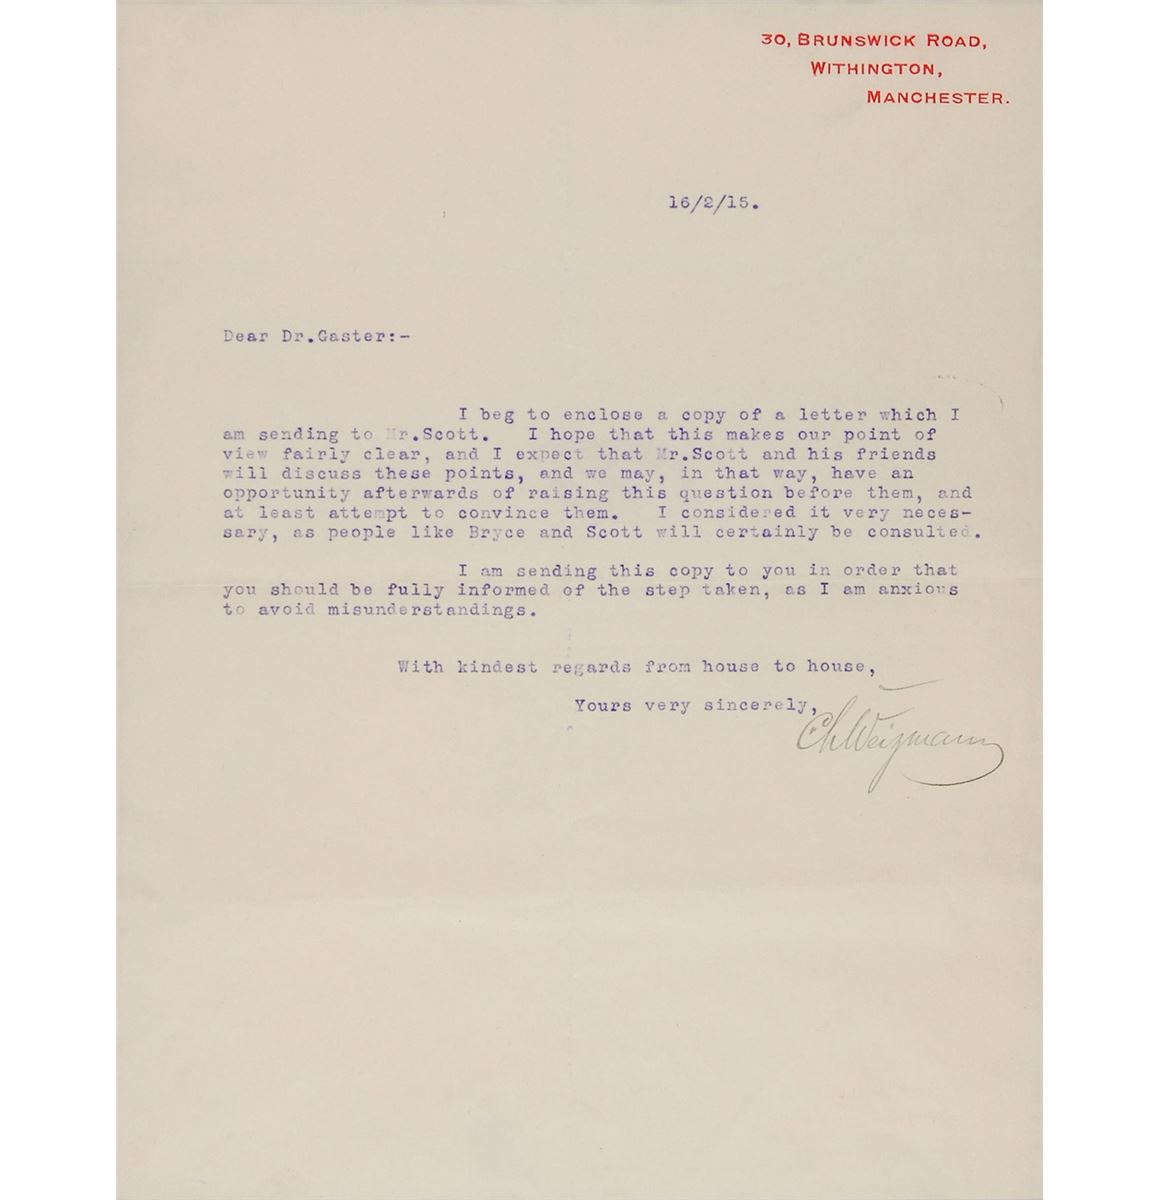 30, BRUNSWICK ROAD,
WITHINGTON,
MANCHESTER.
16/2/15.
Dear Dr.Gaster:-
I beg to enclose a copy of a letter which I
am sending to Mr.Scott. I hope that this makes our point of
view fairly clear, and I expect that Mr.Scott and his friends
will discuss these points, and we may, in that way, have an
opportunity afterwards of raising this question before them, and
at least attempt to convince them. I considered it very neces-
sary, as people like Bryce and Scott will certainly be consulted.
I am sending this copy to you in order that
you should be fully informed of the step taken, as I am anxious
to avoid misunderstandings.
With kindest regards from house to house,
Yours very sincerely,
Ch Weizmann